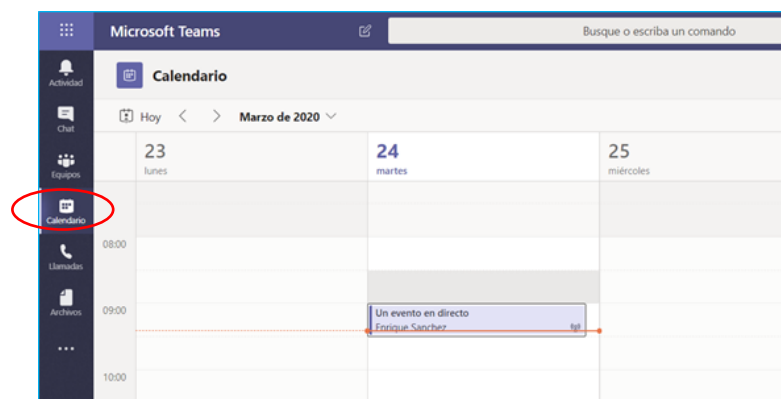 Microsoft Teams
Busque o escriba un comando
Actividad
Chat
Equipos
Calendario
Llamadas
Archivos
Calendario
Hoy
Marzo de 2020
23
lunes
24
martes
25
miércoles
08:00
09:00
Un evento en directo
Enrique Sanchez
10:00